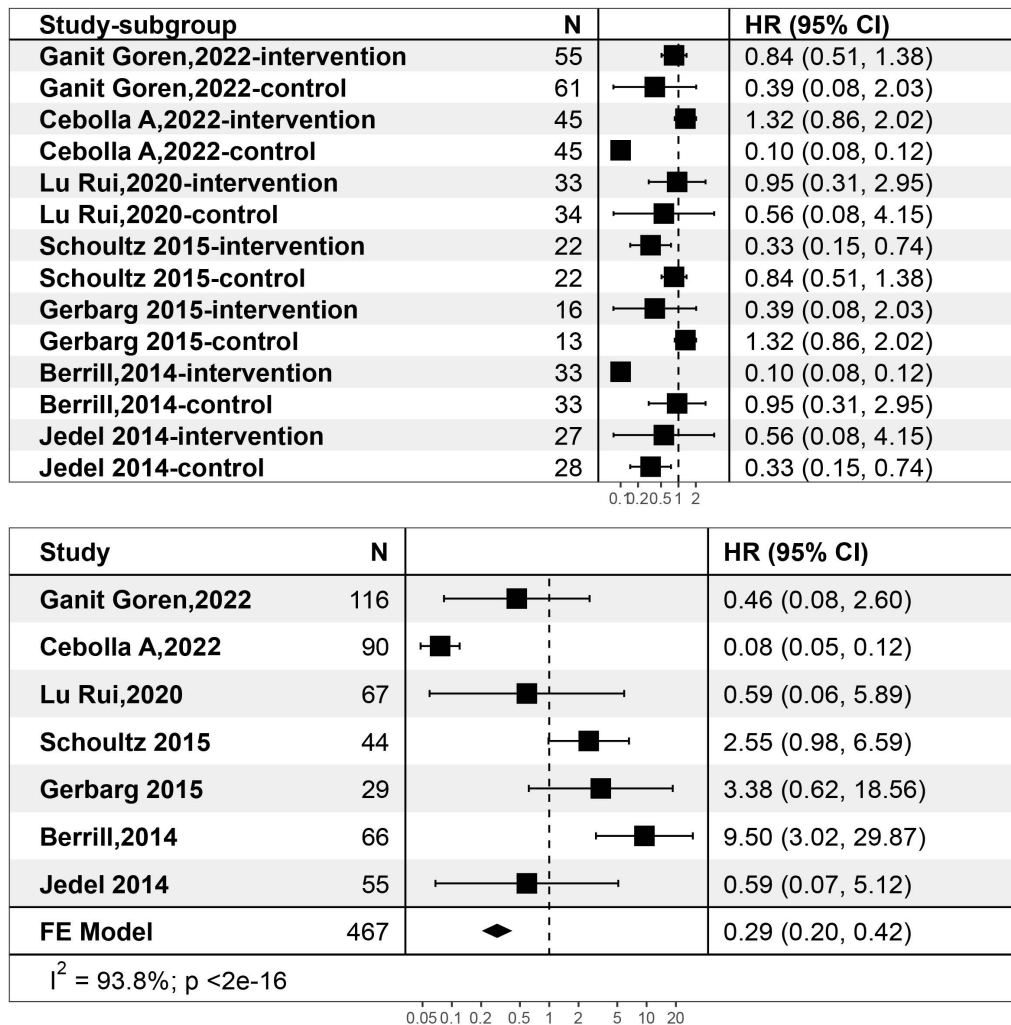 Study-subgroup N HR (95% CI)
Ganit Goren,2022-intervention 55 0.84 (0.51, 1.38)
Ganit Goren,2022-control 61 0.39 (0.08, 2.03)
Cebolla A,2022-intervention 45 1.32 (0.86, 2.02)
Cebolla A,2022-control 45 0.10 (0.08, 0.12)
Lu Rui,2020-intervention 33 0.95 (0.31, 2.95)
Lu Rui,2020-control 34 0.56 (0.08, 4.15)
Schoultz 2015-intervention 22 0.33 (0.15, 0.74)
Schoultz 2015-control 22 0.84 (0.51, 1.38)
Gerbarg 2015-intervention 16 0.39 (0.08, 2.03)
Gerbarg 2015-control 13 1.32 (0.86, 2.02)
Berrill,2014-intervention 33 0.10 (0.08, 0.12)
Berrill,2014-control 33 0.95 (0.31, 2.95)
Jedel 2014-intervention 27 0.56 (0.08, 4.15)
Jedel 2014-control 28 0.33 (0.15, 0.74)
0.1 0.2 0.5 1 2
Study N HR (95% CI)
Ganit Goren,2022 116 0.46 (0.08, 2.60)
Cebolla A,2022 90 0.08 (0.05, 0.12)
Lu Rui,2020 67 0.59 (0.06, 5.89)
Schoultz 2015 44 2.55 (0.98, 6.59)
Gerbarg 2015 29 3.38 (0.62, 18.56)
Berrill,2014 66 9.50 (3.02, 29.87)
Jedel 2014 55 0.59 (0.07, 5.12)
FE Model 467 0.29 (0.20, 0.42)
I² = 93.8%; p <2e-16
0.05 0.1 0.2 0.5 1 2 5 10 20